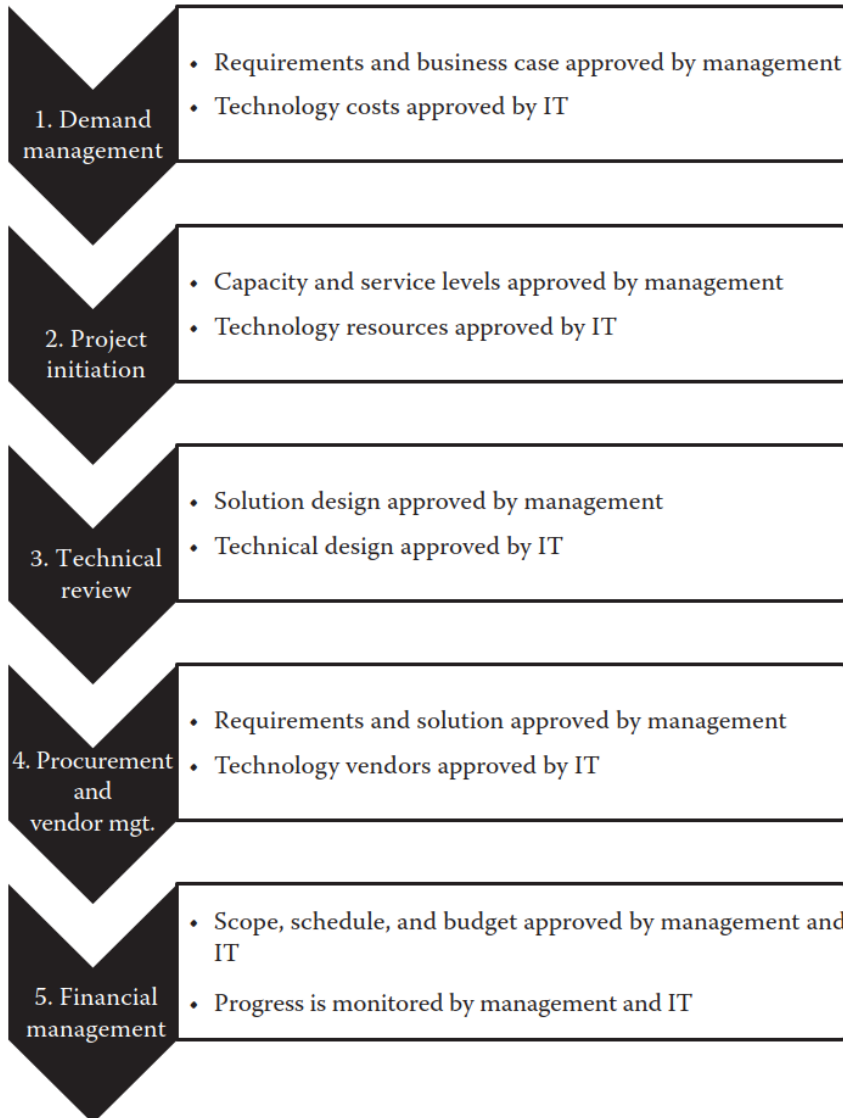 1. Demand
management
• Requirements and business case approved by management
• Technology costs approved by IT
2. Project
initiation
• Capacity and service levels approved by management
• Technology resources approved by IT
3. Technical
review
• Solution design approved by management
• Technical design approved by IT
4. Procurement
and
vendor mgt.
• Requirements and solution approved by management
• Technology vendors approved by IT
5. Financial
management
• Scope, schedule, and budget approved by management and
IT
• Progress is monitored by management and IT